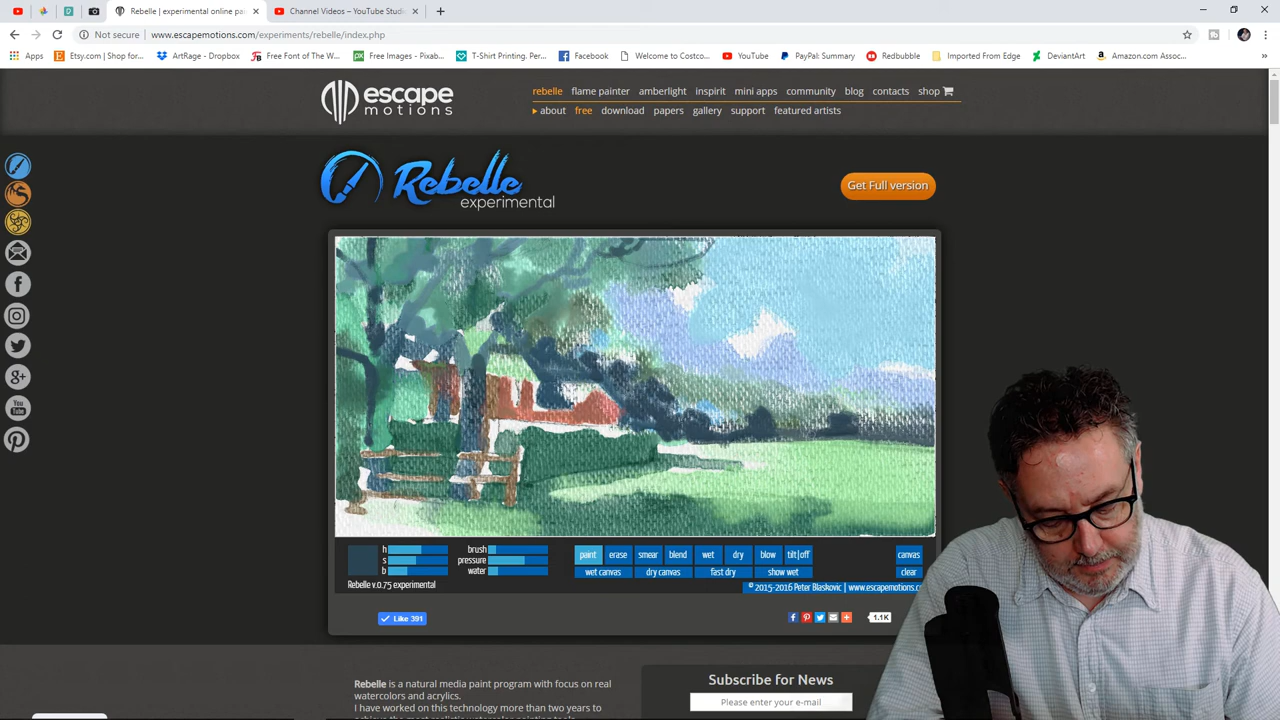 Rebelle | experimental online pai
Channel Videos - YouTube Studi
Not secure
www.escapemotions.com/experiments/rebelle/index.php
Apps
Etsy.com | Shop for...
ArtRage - Dropbox
Free Font of The W...
Free Images - Pixab...
T-Shirt Printing. Per...
Facebook
Welcome to Costco...
YouTube
PayPal: Summary
Redbubble
Imported From Edge
DeviantArt
Amazon.com Assoc...
escape
motions
rebelle flame painter amberlight inspirit mini apps community blog contacts shop
about free download papers gallery support featured artists
Rebelle
experimental
Get Full version
h
s
b
brush
pressure
water
paint erase smear blend wet dry blow tilt|off canvas
wet canvas dry canvas fast dry show wet clear
Rebelle v.0.75 experimental
© 2015-2016 Peter Blaskovic | www.escapemotions.c
Like 391
1.1K
Rebelle is a natural media paint program with focus on real
watercolors and acrylics.
I have worked on this technology more than two years to
Subscribe for News
Please enter your e-mail